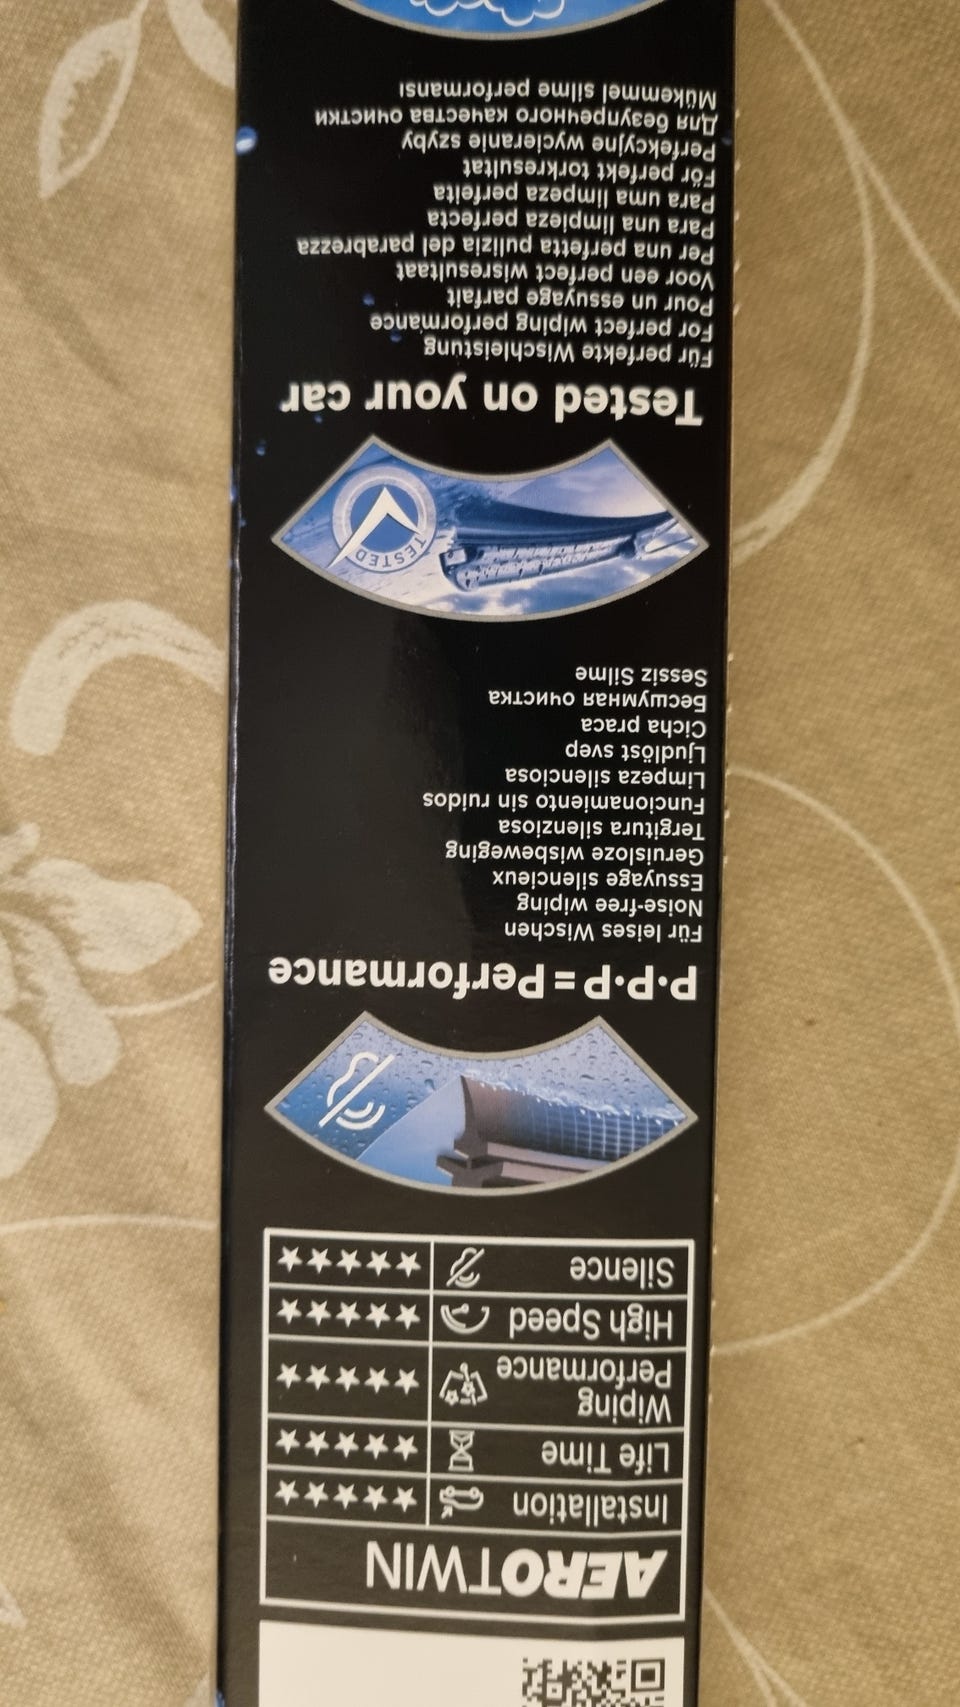 AEROTWIN
Installation ★★★★★
Life Time ★★★★★
Wiping
Performance ★★★★★
High Speed ★★★★★
Silence ★★★★★
P·P·P = Performance
Für leises Wischen
Noise-free wiping
Essuyage silencieux
Geruisloze wisbeweging
Tergitura silenziosa
Funcionamiento sin ruidos
Limpeza silenciosa
Ljudlöst svep
Cicha praca
Бесшумная очистка
Sessiz Silme
TESTED
Tested on your car
Für perfekte Wischleistung
For perfect wiping performance
Pour un essuyage parfait
Voor een perfect wisresultaat
Per una perfetta pulizia del parabrezza
Para una limpieza perfecta
Para uma limpeza perfeita
För perfekt torkresultat
Perfekcyjne wycieranie szyby
Для безупречного качества очистки
Mükemmel silme performansı